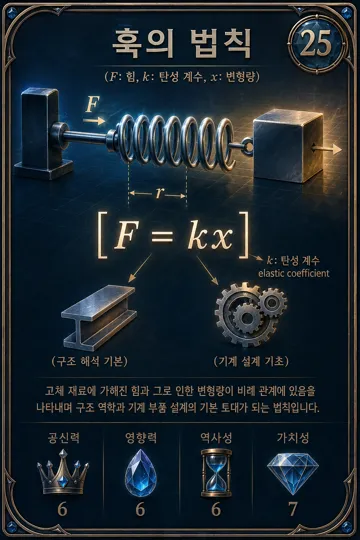 훅의 법칙
25
(F: 힘, k: 탄성 계수, x: 변형량)
F
r
[F = kx]
k: 탄성 계수
elastic coefficient
(구조 해석 기본)
(기계 설계 기초)
고체 재료에 가해진 힘과 그로 인한 변형량이 비례 관계에 있음을
나타내며 구조 역학과 기계 부품 설계의 기본 토대가 되는 법칙입니다.
공신력 영향력 역사성 가치성
6 6 6 7